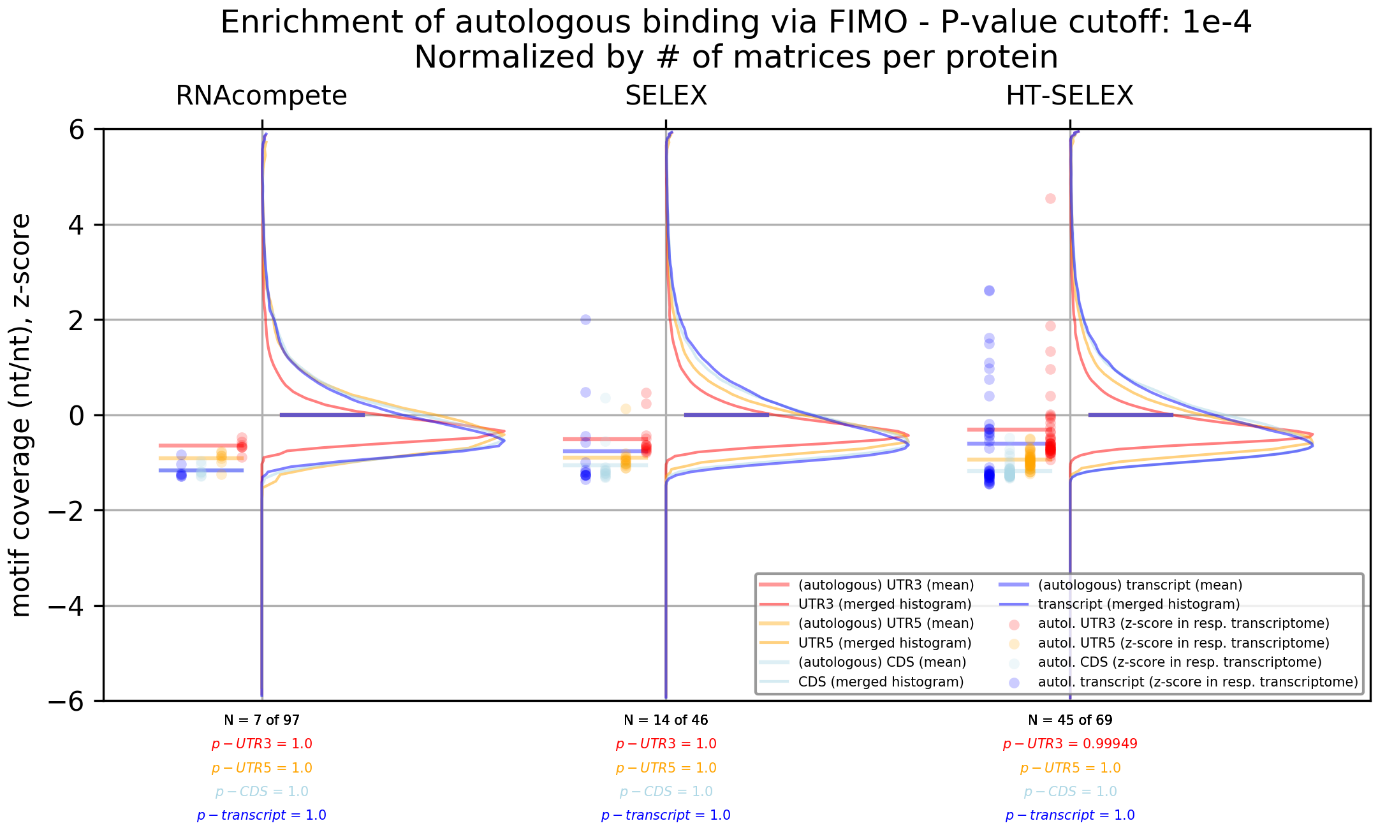 Enrichment of autologous binding via FIMO - P-value cutoff: 1e-4
Normalized by # of matrices per protein
RNAcompete SELEX HT-SELEX
motif coverage (nt/nt), z-score
6
4
2
0
−2
−4
−6
(autologous) UTR3 (mean)
UTR3 (merged histogram)
(autologous) UTR5 (mean)
UTR5 (merged histogram)
(autologous) CDS (mean)
CDS (merged histogram)
(autologous) transcript (mean)
transcript (merged histogram)
autol. UTR3 (z-score in resp. transcriptome)
autol. UTR5 (z-score in resp. transcriptome)
autol. CDS (z-score in resp. transcriptome)
autol. transcript (z-score in resp. transcriptome)
N = 7 of 97 N = 14 of 46 N = 45 of 69
p − UTR3 = 1.0 p − UTR3 = 1.0 p − UTR3 = 0.99949
p − UTR5 = 1.0 p − UTR5 = 1.0 p − UTR5 = 1.0
p − CDS = 1.0 p − CDS = 1.0 p − CDS = 1.0
p − transcript = 1.0 p − transcript = 1.0 p − transcript = 1.0